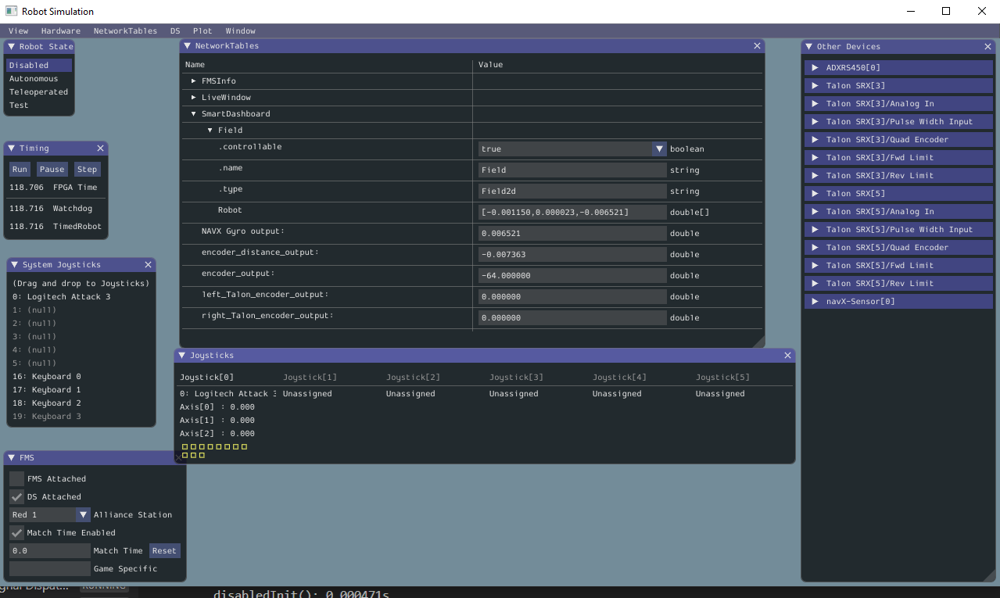 Robot Simulation
View Hardware NetworkTables DS Plot Window
Robot State
Disabled
Autonomous
Teleoperated
Test
Timing
Run Pause Step
118.706 FPGA Time
118.716 Watchdog
118.716 TimedRobot
System Joysticks
(Drag and drop to Joysticks)
0: Logitech Attack 3
1: (null)
2: (null)
3: (null)
4: (null)
5: (null)
16: Keyboard 0
17: Keyboard 1
18: Keyboard 2
19: Keyboard 3
FMS
FMS Attached
DS Attached
Red 1 Alliance Station
Match Time Enabled
0.0 Match Time Reset
Game Specific
NetworkTables
Name Value
FMSInfo
LiveWindow
SmartDashboard
Field
.controllable true boolean
.name Field string
.type Field2d string
Robot [-0.001150,0.000023,-0.006521] double[]
NAVX Gyro output: 0.006521 double
encoder_distance_output: -0.007363 double
encoder_output: -64.000000 double
left_Talon_encoder_output: 0.000000 double
right_Talon_encoder_output: 0.000000 double
Joysticks
Joystick[0] Joystick[1] Joystick[2] Joystick[3] Joystick[4] Joystick[5]
0: Logitech Attack Unassigned Unassigned Unassigned Unassigned Unassigned
Axis[0] : 0.000
Axis[1] : 0.000
Axis[2] : 0.000
Other Devices
ADXRS450[0]
Talon SRX[3]
Talon SRX[3]/Analog In
Talon SRX[3]/Pulse Width Input
Talon SRX[3]/Quad Encoder
Talon SRX[3]/Fwd Limit
Talon SRX[3]/Rev Limit
Talon SRX[5]
Talon SRX[5]/Analog In
Talon SRX[5]/Pulse Width Input
Talon SRX[5]/Quad Encoder
Talon SRX[5]/Fwd Limit
Talon SRX[5]/Rev Limit
navX-Sensor[0]
disabledInit(): 0.000471s